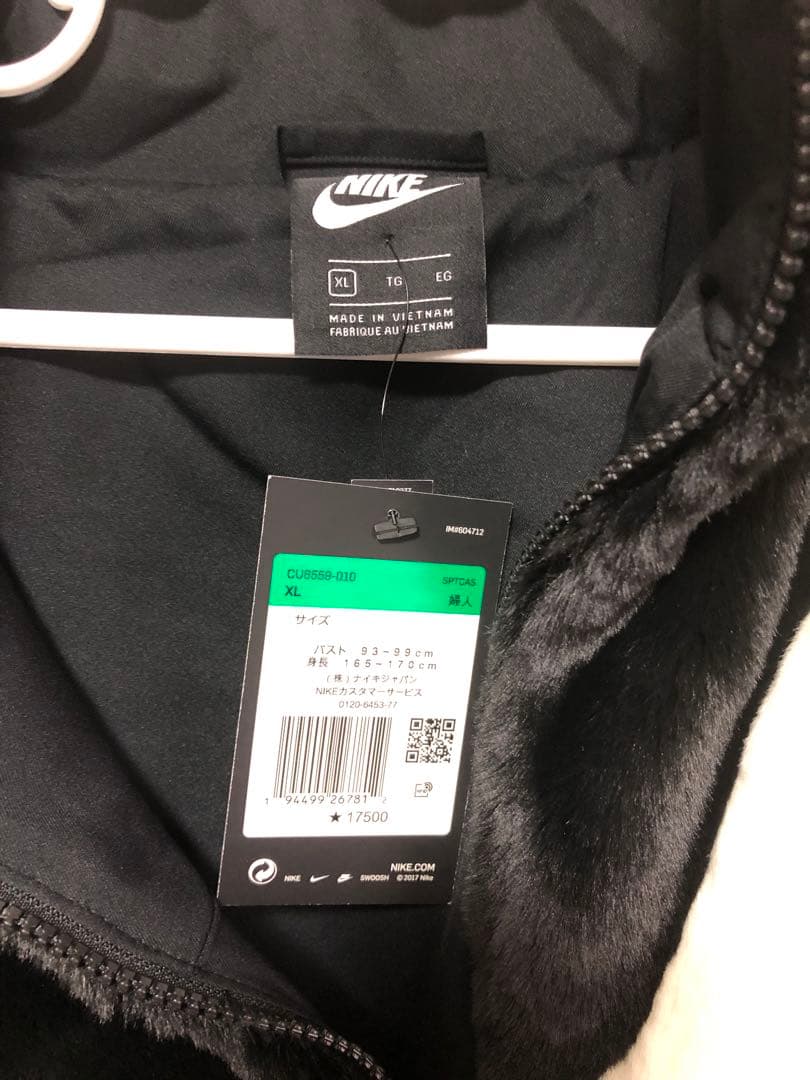 NIKE
XL TG EG
MADE IN VIETNAM
FABRIQUE AU VIETNAM
IM#604712
CU6559-010 SPTCAS
XL 婦人
サイズ
バスト 93~99cm
身長 165~170cm
(株)ナイキジャパン
NIKEカスタマーサービス
0120-6453-77
1 94499 26781 2
★ 17500
NIKE.COM
NIKE SWOOSH © 2017 Nike